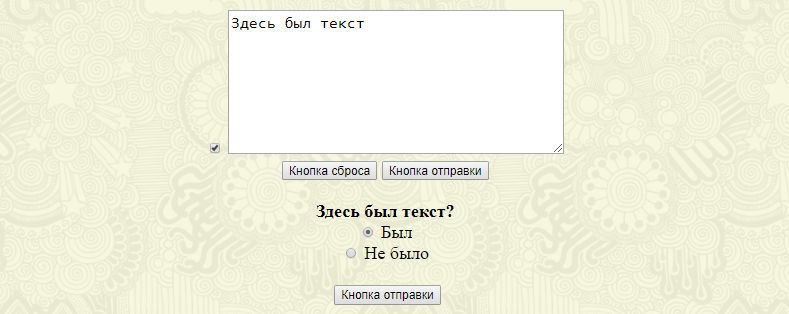 Здесь был текст
Кнопка сброса Кнопка отправки
Здесь был текст?
Был
Не было
Кнопка отправки